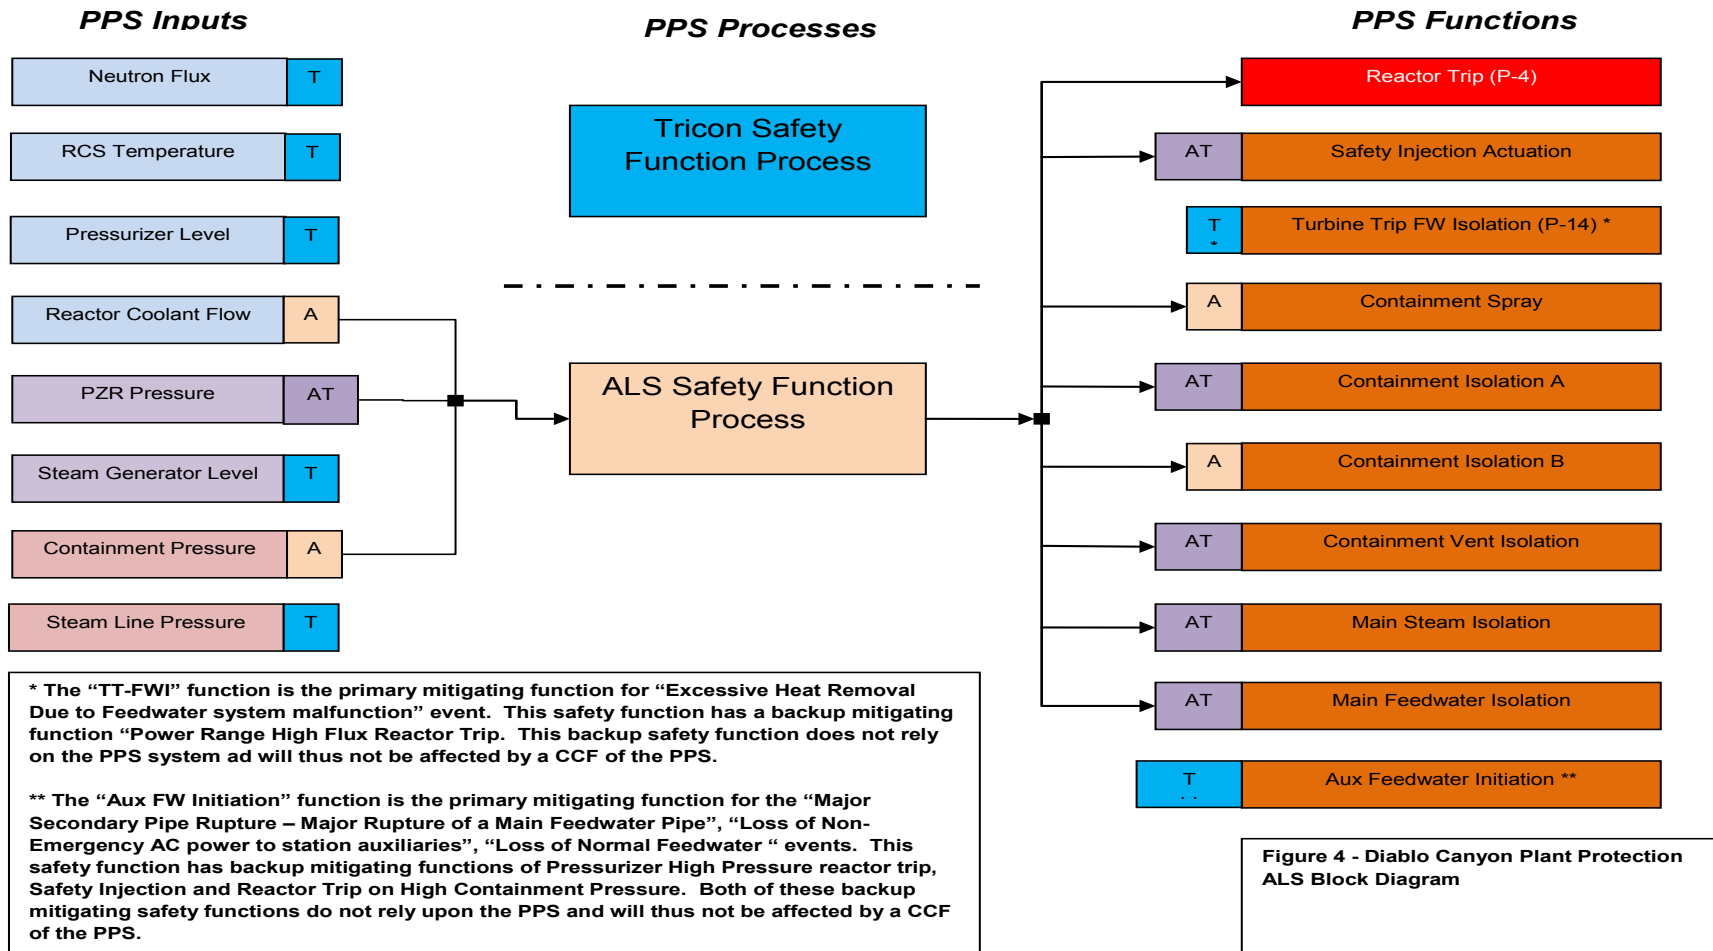 PPS Inputs
PPS Processes
PPS Functions
Neutron Flux
T
RCS Temperature
T
Pressurizer Level
T
Reactor Coolant Flow
A
PZR Pressure
AT
Steam Generator Level
T
Containment Pressure
A
Steam Line Pressure
T
Tricon Safety
Function Process
ALS Safety Function
Process
Reactor Trip (P-4)
AT
Safety Injection Actuation
T
*
Turbine Trip FW Isolation (P-14) *
A
Containment Spray
AT
Containment Isolation A
A
Containment Isolation B
AT
Containment Vent Isolation
AT
Main Steam Isolation
AT
Main Feedwater Isolation
T
Aux Feedwater Initiation **
* The “TT-FWI” function is the primary mitigating function for “Excessive Heat Removal
Due to Feedwater system malfunction” event.  This safety function has a backup mitigating
function “Power Range High Flux Reactor Trip.  This backup safety function does not rely
on the PPS system ad will thus not be affected by a CCF of the PPS.
** The “Aux FW Initiation” function is the primary mitigating function for the “Major
Secondary Pipe Rupture – Major Rupture of a Main Feedwater Pipe”, “Loss of Non-
Emergency AC power to station auxiliaries”, “Loss of Normal Feedwater “ events.  This
safety function has backup mitigating functions of Pressurizer High Pressure reactor trip,
Safety Injection and Reactor Trip on High Containment Pressure.  Both of these backup
mitigating safety functions do not rely upon the PPS and will thus not be affected by a CCF
of the PPS.
Figure 4 - Diablo Canyon Plant Protection
ALS Block Diagram